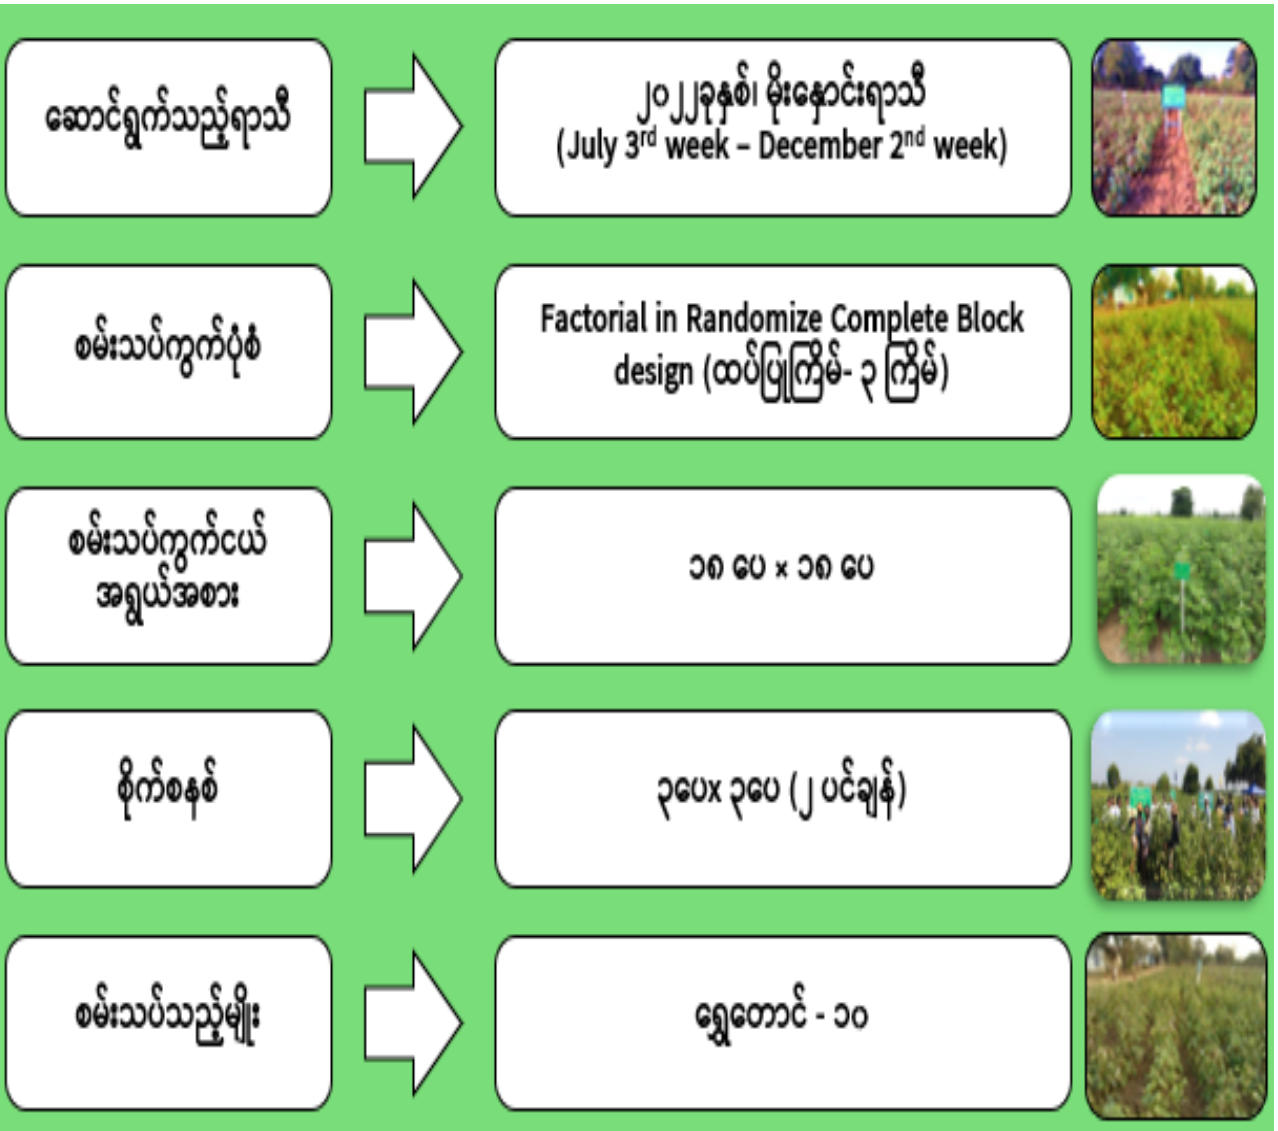 ဆောင်ရွက်သည့်ရာသီ
၂၀၂၂ခုနှစ်၊ မိုးနှောင်းရာသီ
(July 3rd week – December 2nd week)
စမ်းသပ်ကွက်ပုံစံ
Factorial in Randomize Complete Block
design (ထပ်ပြုကြိမ်- ၃ ကြိမ်)
စမ်းသပ်ကွက်ငယ်
အရွယ်အစား
၁၈ ပေ × ၁၈ ပေ
စိုက်စနစ်
၃ပေx ၃ပေ (၂ ပင်ချန်)
စမ်းသပ်သည့်မျိုး
ရွှေတောင် - ၁၀